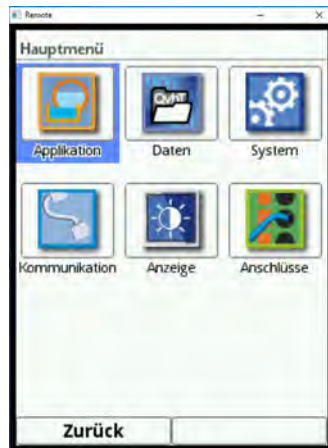 Remote
Hauptmenü
Applikation Daten System
Kommunikation Anzeige Anschlüsse
Zurück